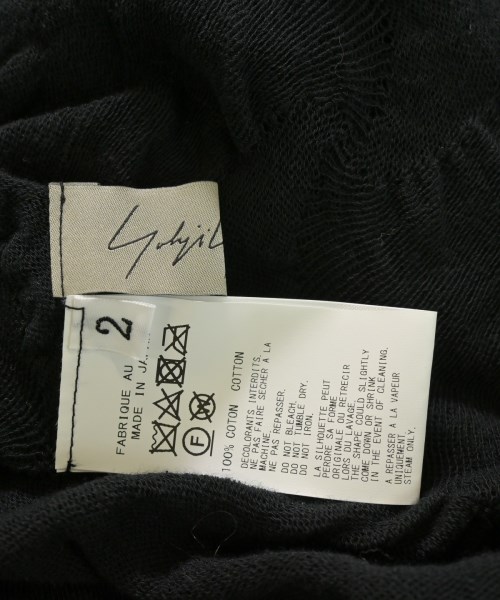 Yohji
2
FABRIQUE AU
MADE IN JAPAN
F W
100% COTON COTTON
DECOLORANTS INTERDITS.
NE PAS FAIRE SECHER A LA
MACHINE.
NE PAS REPASSER.
DO NOT BLEACH.
DO NOT TUMBLE DRY.
DO NOT IRON.
LA SILHOUETTE PEUT
PERDRE SA FORME
ORIGINALE OU RETRECIR
LORS DU LAVAGE.
THE SHAPE COULD SLIGHTLY
COME DOWN OR SHRINK
IN THE EVENT OF CLEANING.
A REPASSER A LA VAPEUR
UNIQUEMENT.
STEAM ONLY.